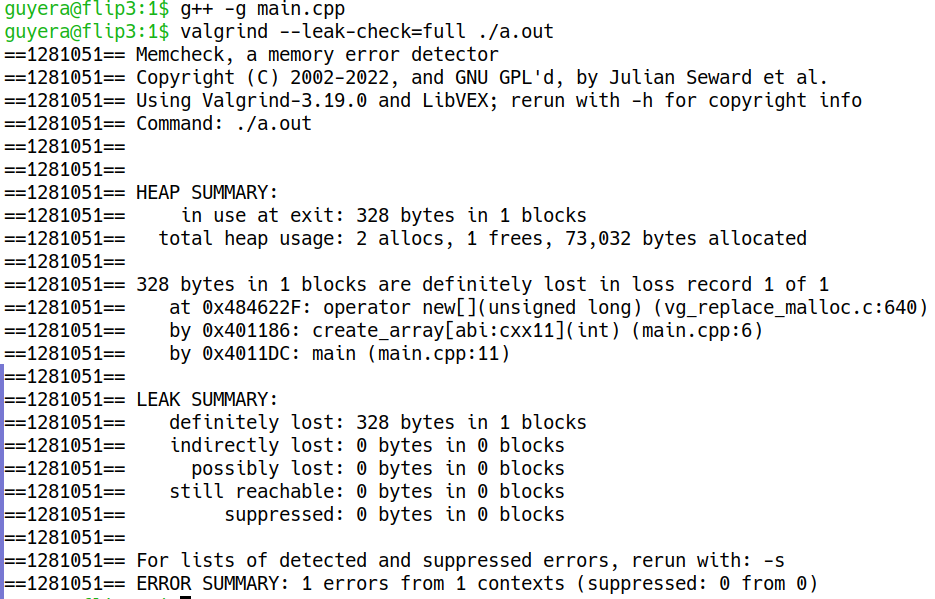 guyera@flip3:1$ g++ -g main.cpp
guyera@flip3:1$ valgrind --leak-check=full ./a.out
==1281051== Memcheck, a memory error detector
==1281051== Copyright (C) 2002-2022, and GNU GPL'd, by Julian Seward et al.
==1281051== Using Valgrind-3.19.0 and LibVEX; rerun with -h for copyright info
==1281051== Command: ./a.out
==1281051==
==1281051==
==1281051== HEAP SUMMARY:
==1281051==     in use at exit: 328 bytes in 1 blocks
==1281051==   total heap usage: 2 allocs, 1 frees, 73,032 bytes allocated
==1281051==
==1281051== 328 bytes in 1 blocks are definitely lost in loss record 1 of 1
==1281051==    at 0x484622F: operator new[](unsigned long) (vg_replace_malloc.c:640)
==1281051==    by 0x401186: create_array[abi:cxx11](int) (main.cpp:6)
==1281051==    by 0x4011DC: main (main.cpp:11)
==1281051==
==1281051== LEAK SUMMARY:
==1281051==    definitely lost: 328 bytes in 1 blocks
==1281051==    indirectly lost: 0 bytes in 0 blocks
==1281051==      possibly lost: 0 bytes in 0 blocks
==1281051==    still reachable: 0 bytes in 0 blocks
==1281051==         suppressed: 0 bytes in 0 blocks
==1281051==
==1281051== For lists of detected and suppressed errors, rerun with: -s
==1281051== ERROR SUMMARY: 1 errors from 1 contexts (suppressed: 0 from 0)